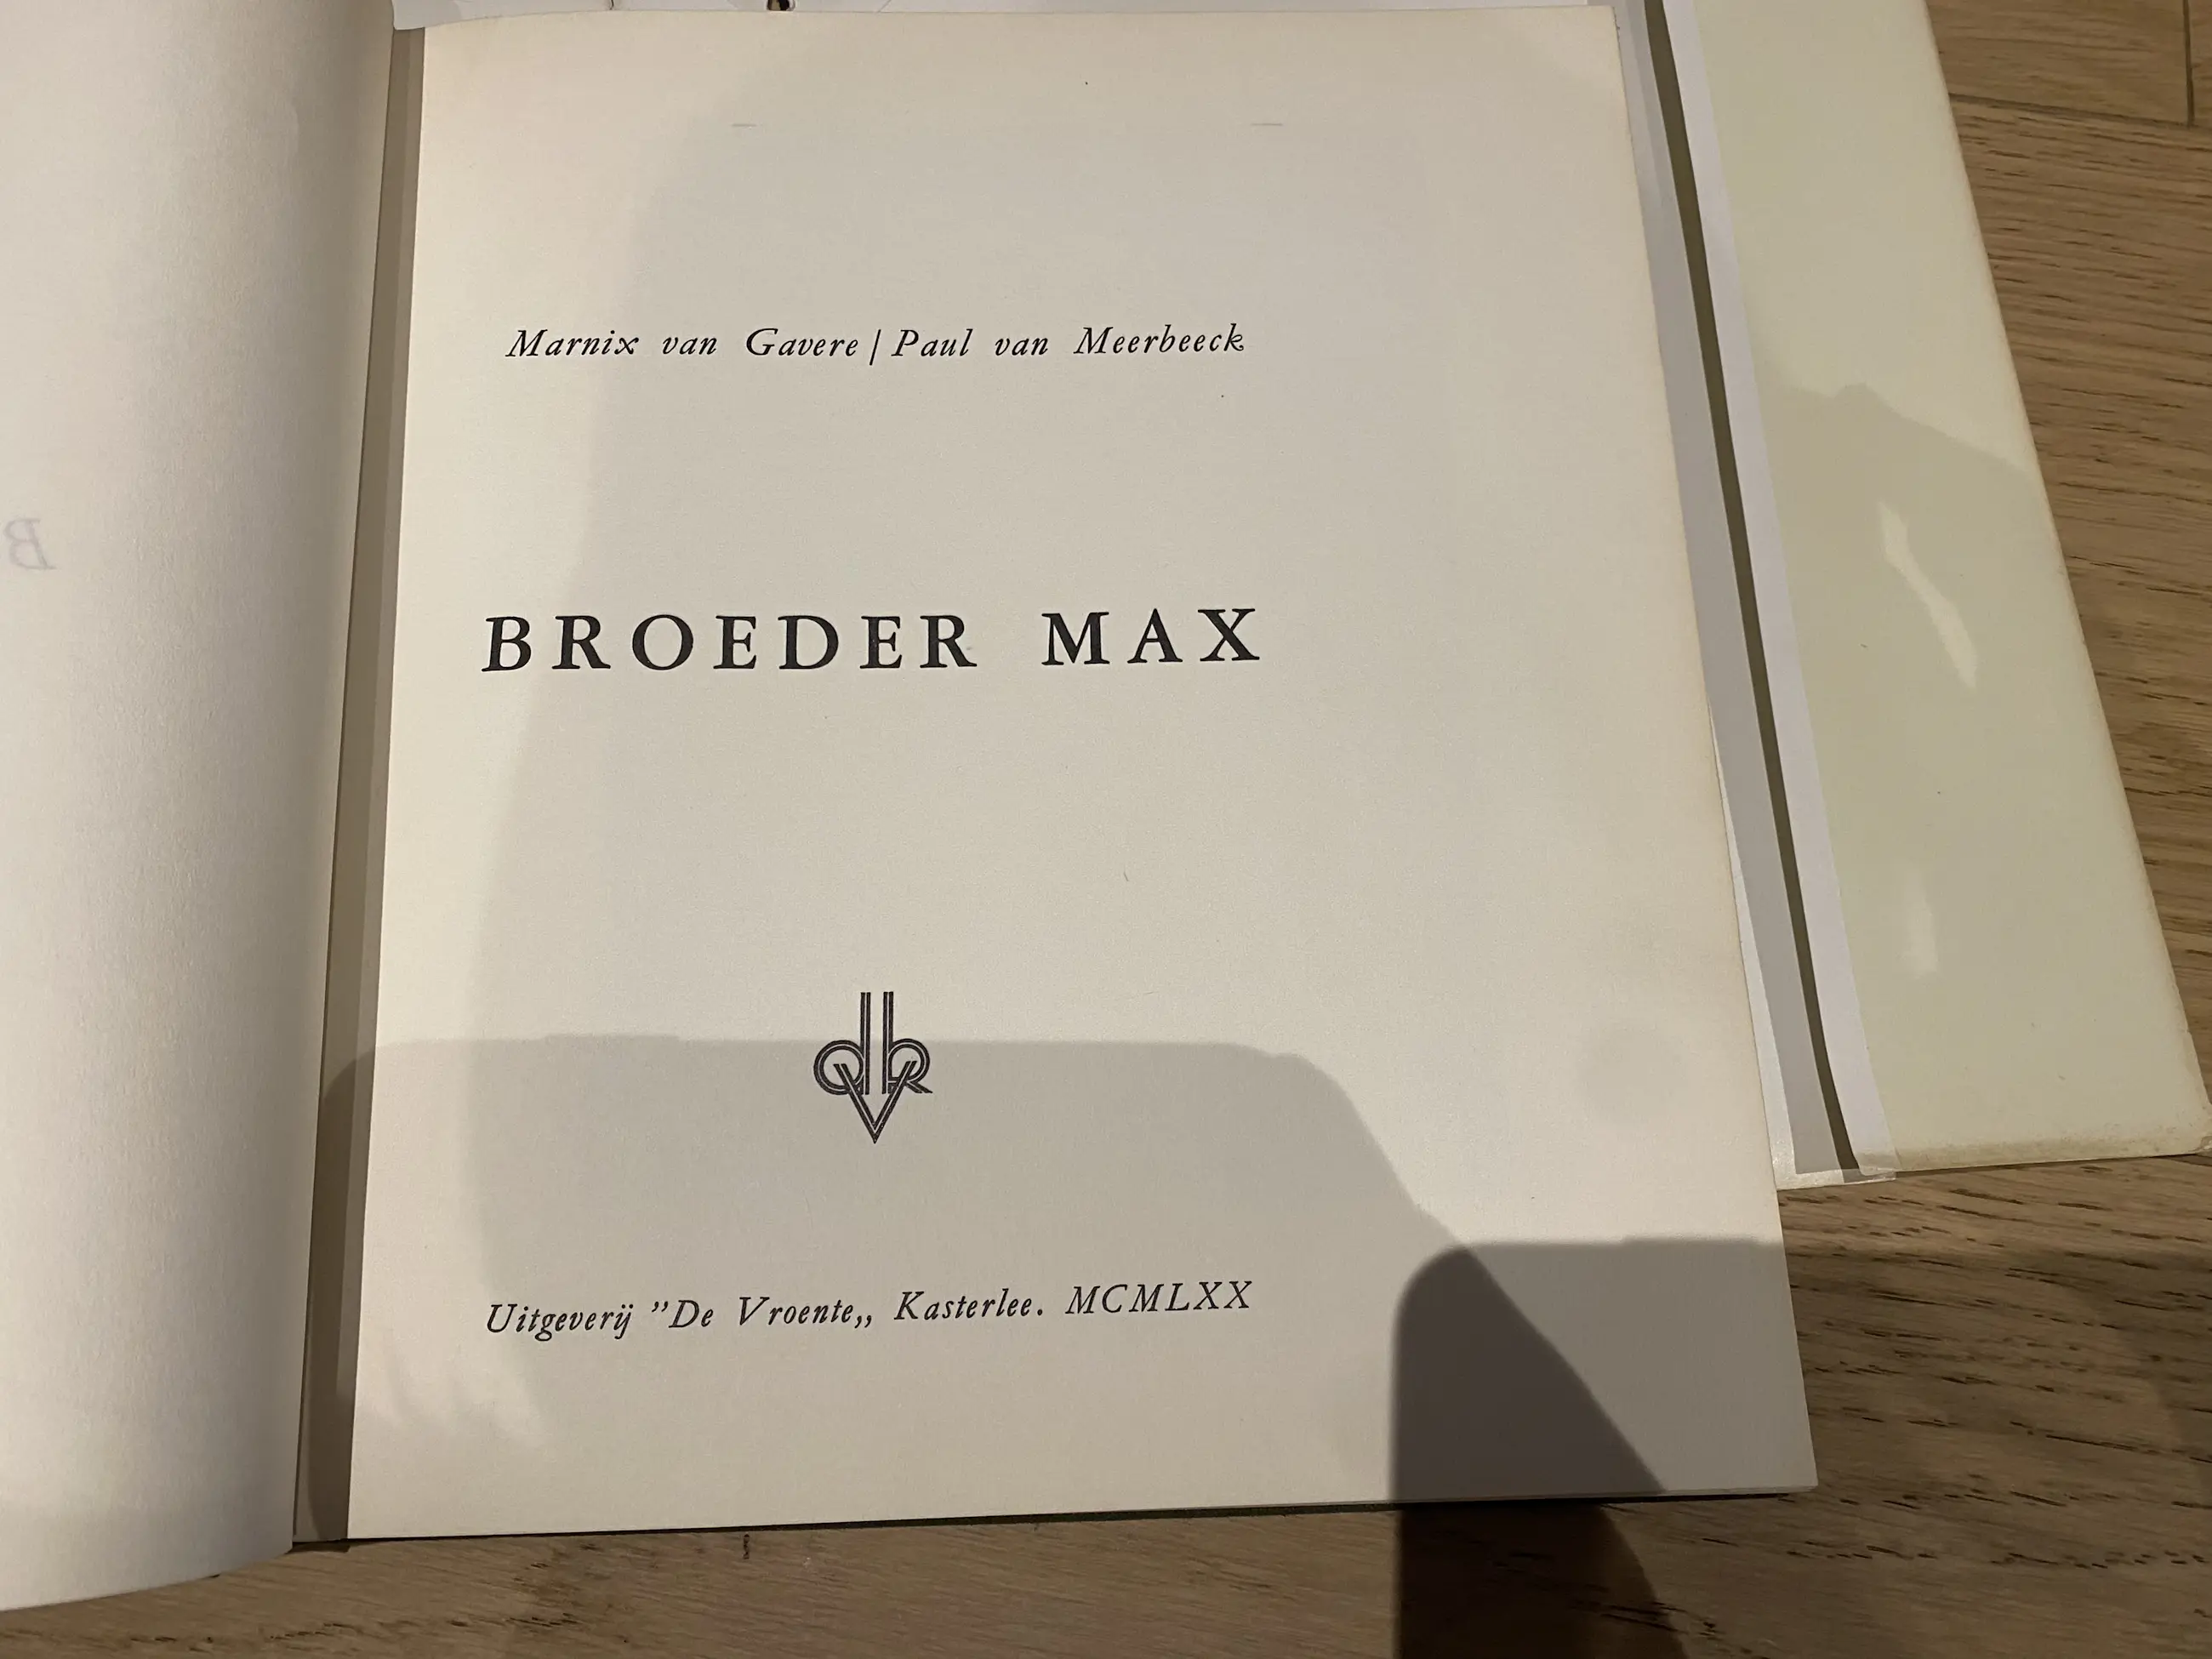 Marnix van Gavere | Paul van Meerbeeck
BROEDER MAX
Uitgeverij "De Vroente„ Kasterlee. MCMLXX
B